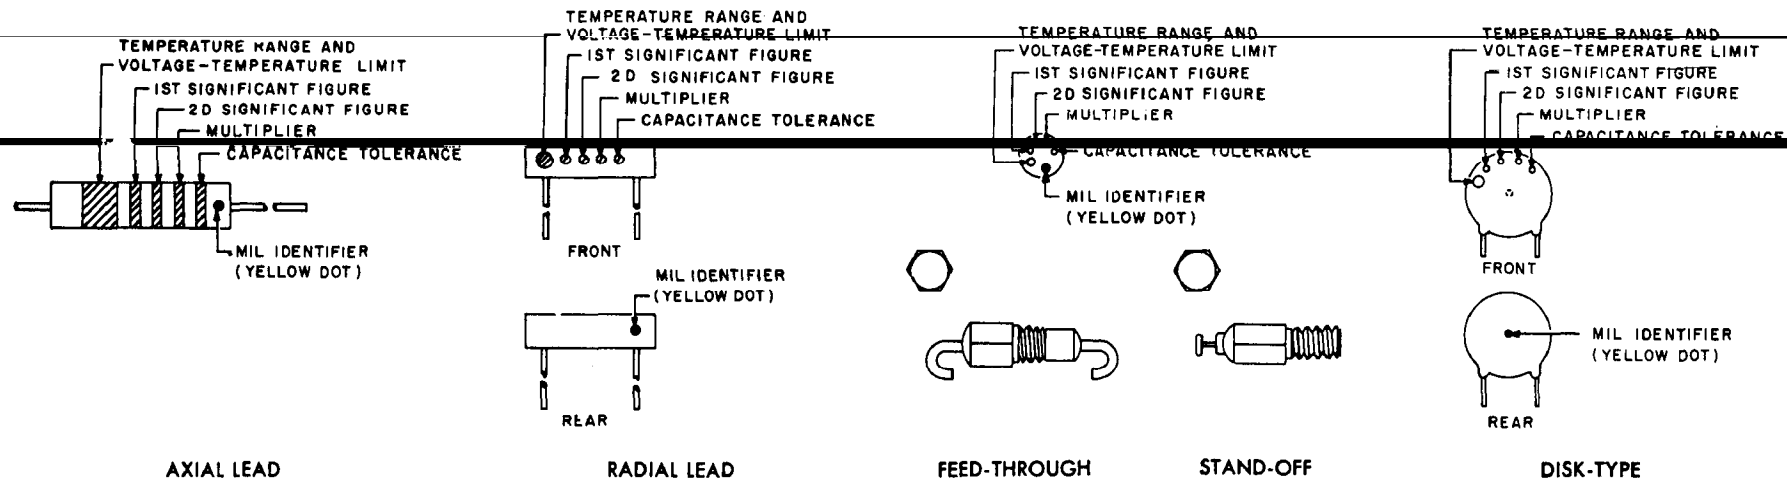 TEMPERATURE RANGE AND
VOLTAGE-TEMPERATURE LIMIT
1ST SIGNIFICANT FIGURE
2D SIGNIFICANT FIGURE
MULTIPLIER
CAPACITANCE TOLERANCE
MIL IDENTIFIER
(YELLOW DOT)
AXIAL LEAD
TEMPERATURE RANGE AND
VOLTAGE-TEMPERATURE LIMIT
1ST SIGNIFICANT FIGURE
2D SIGNIFICANT FIGURE
MULTIPLIER
CAPACITANCE TOLERANCE
FRONT
MIL IDENTIFIER
(YELLOW DOT)
REAR
RADIAL LEAD
TEMPERATURE RANGE AND
VOLTAGE-TEMPERATURE LIMIT
1ST SIGNIFICANT FIGURE
2D SIGNIFICANT FIGURE
MULTIPLIER
CAPACITANCE TOLERANCE
MIL IDENTIFIER
(YELLOW DOT)
FEED-THROUGH
STAND-OFF
TEMPERATURE RANGE AND
VOLTAGE-TEMPERATURE LIMIT
1ST SIGNIFICANT FIGURE
2D SIGNIFICANT FIGURE
MULTIPLIER
CAPACITANCE TOLERANCE
FRONT
MIL IDENTIFIER
(YELLOW DOT)
REAR
DISK-TYPE